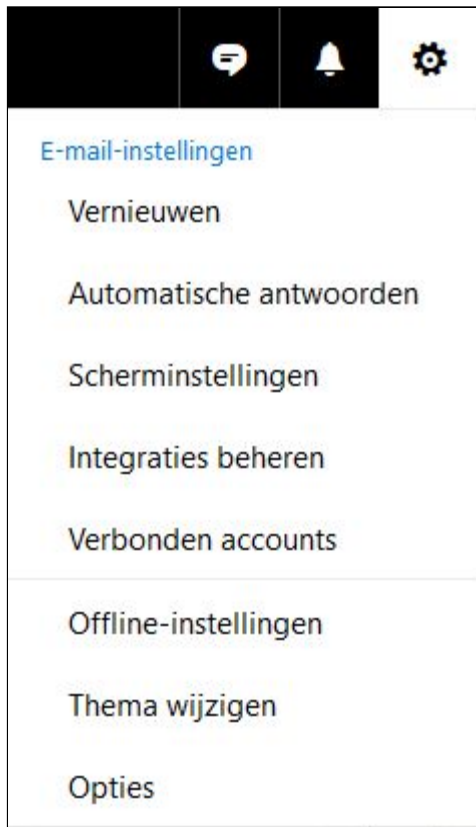 E-mail-instellingen
Vernieuwen
Automatische antwoorden
Scherminstellingen
Integraties beheren
Verbonden accounts
Offline-instellingen
Thema wijzigen
Opties